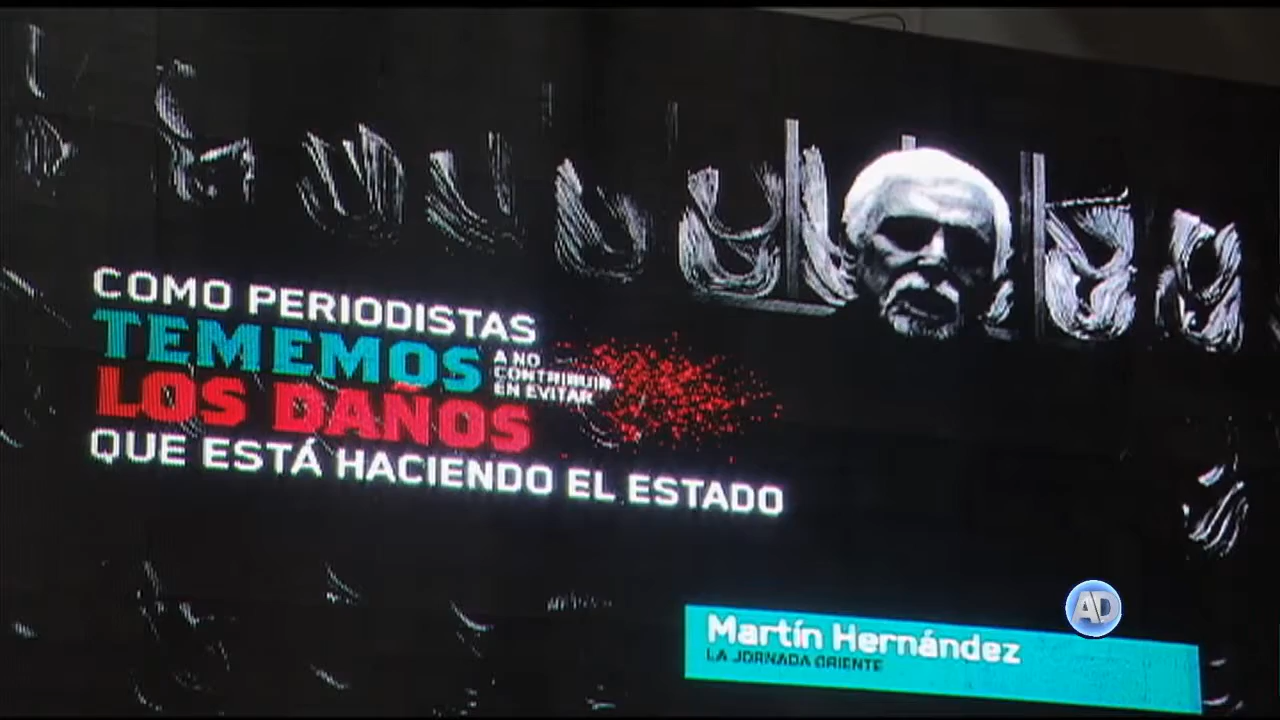 COMO PERIODISTAS
TEMEMOS
A NO
CONTRIBUIR
EN EVITAR
LOS DAÑOS
QUE ESTÁ HACIENDO EL ESTADO
Martín Hernández
LA JORNADA ORIENTE
AD